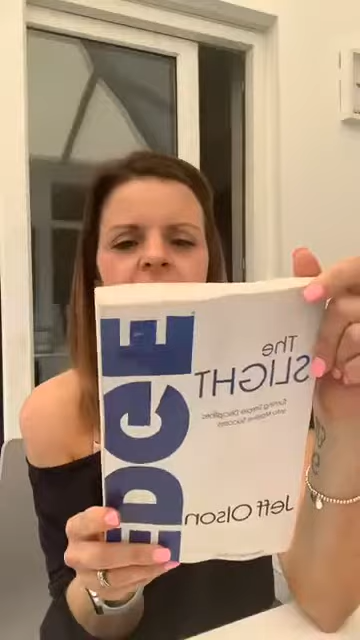 The
SLIGHT
EDGE
Turning Simple Disciplines
into Massive Success
Jeff Olson